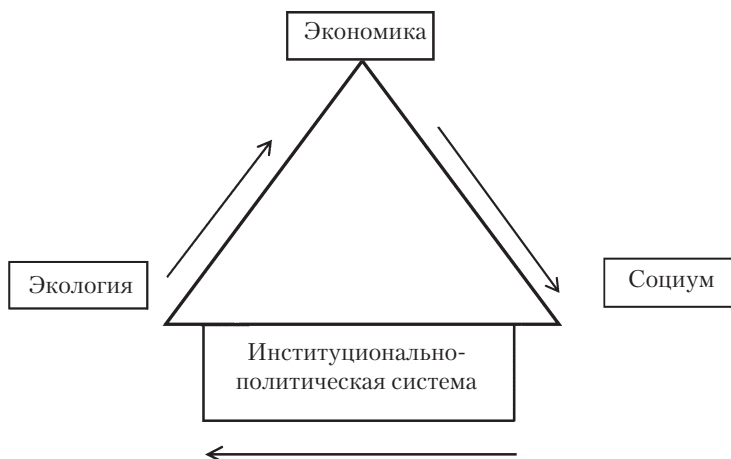 Экономика
Экология
Социум
Институционально-
политическая система